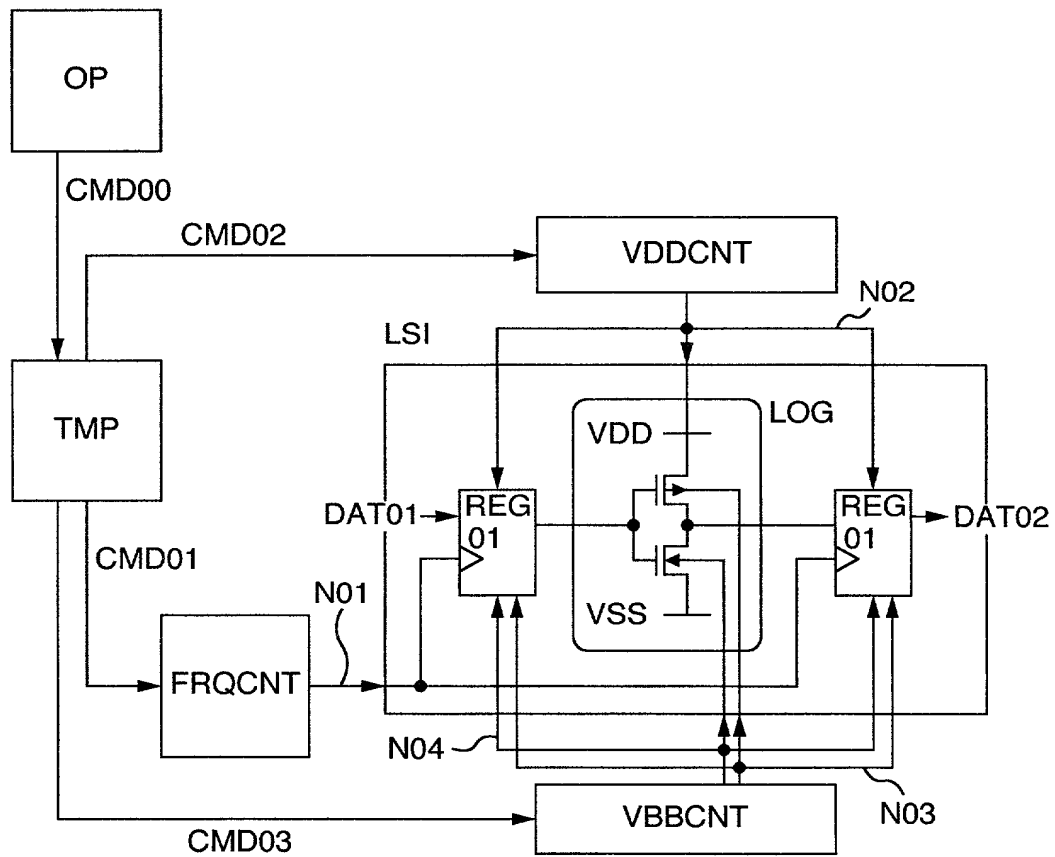 OP
CMD00
CMD02
VDDCNT
N02
LSI
TMP
VDD
LOG
DAT01
REG
01
REG
01
DAT02
CMD01
N01
VSS
FRQCNT
N04
N03
VBBCNT
CMD03